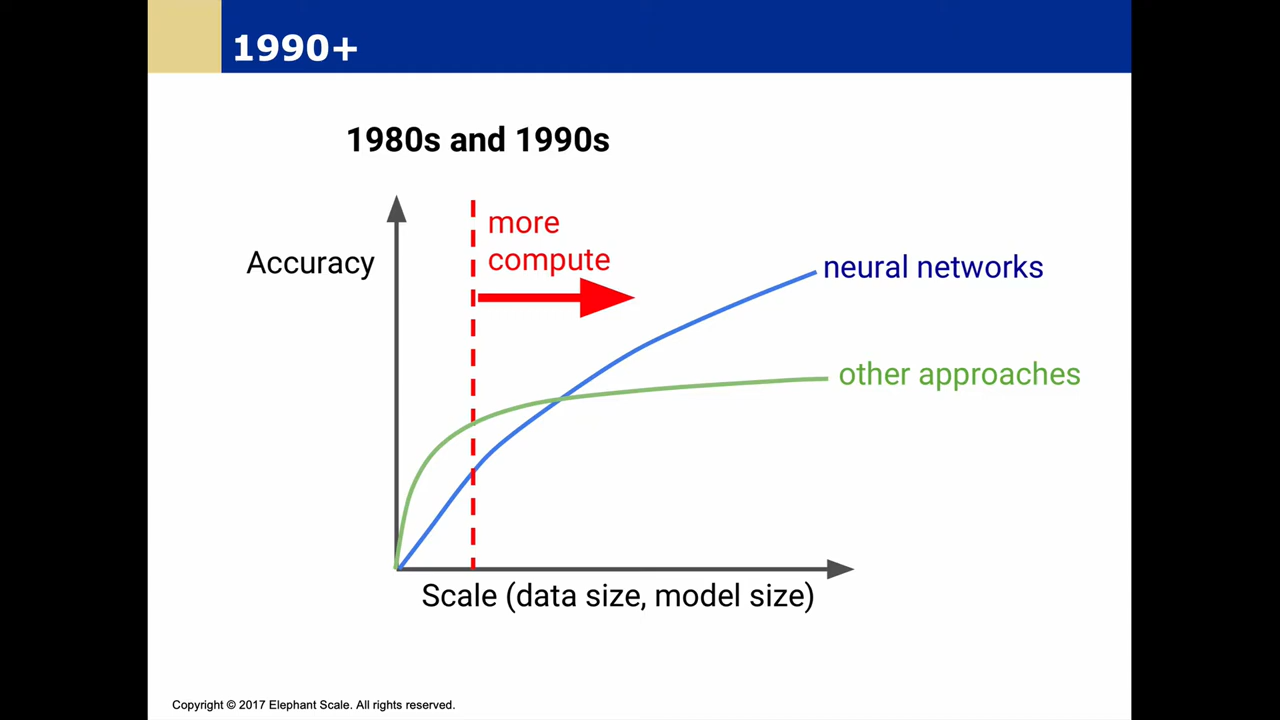 1990+
1980s and 1990s
more
compute
Accuracy
neural networks
other approaches
Scale (data size, model size)
Copyright © 2017 Elephant Scale. All rights reserved.